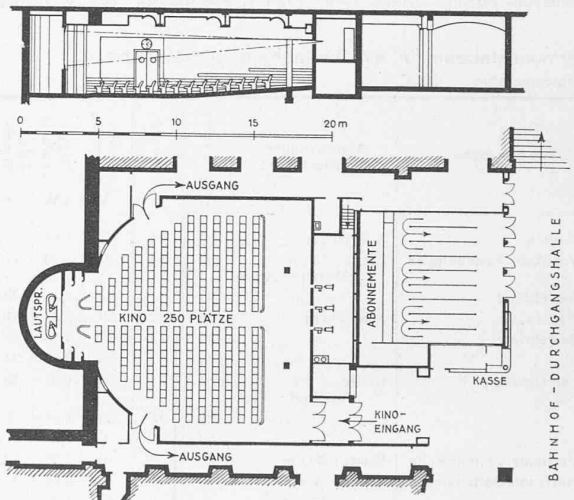 0 5 10 15 20 m
AUSGANG
LAUTSPR.
KINO 250 PLÄTZE
ABONNEMENTE
BAHNHOF - DURCHGANGSHALLE
KASSE
KINO-
EINGANG
AUSGANG